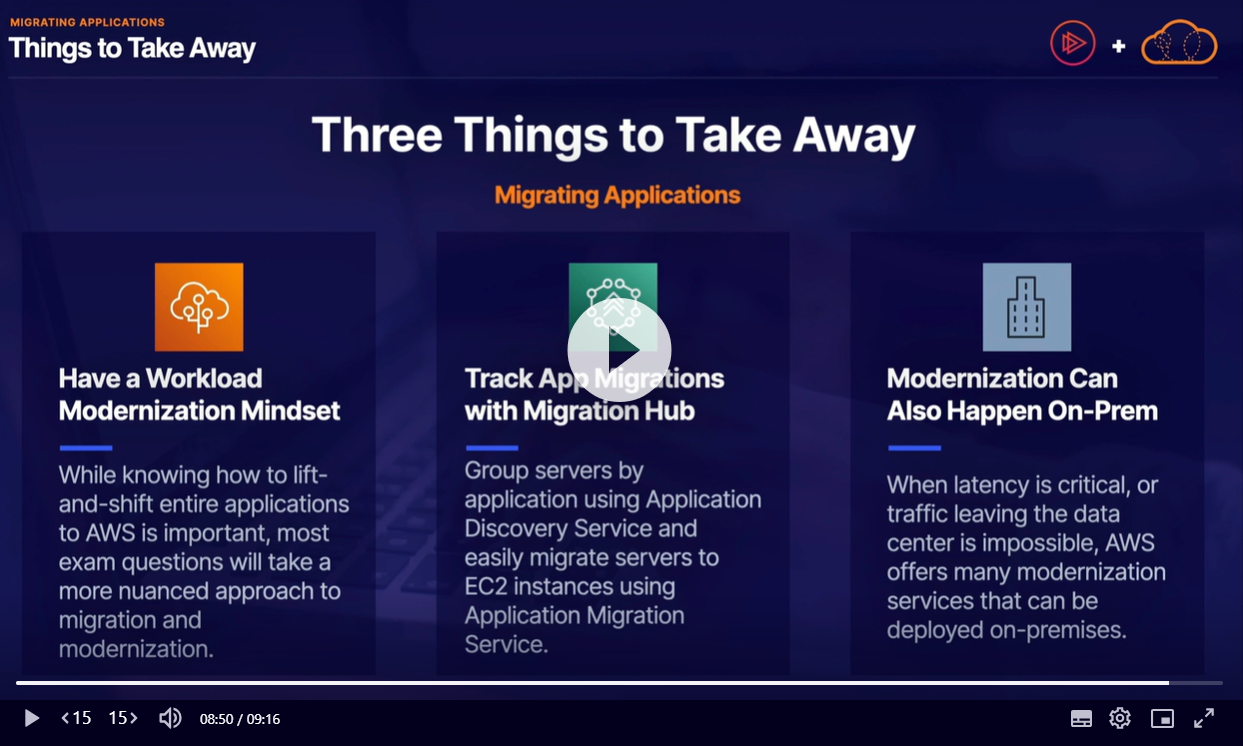 MIGRATING APPLICATIONS
Things to Take Away
+
Three Things to Take Away
Migrating Applications
Have a Workload
Modernization Mindset
While knowing how to lift-
and-shift entire applications
to AWS is important, most
exam questions will take a
more nuanced approach to
migration and
modernization.
Track App Migrations
with Migration Hub
Group servers by
application using Application
Discovery Service and
easily migrate servers to
EC2 instances using
Application Migration
Service.
Modernization Can
Also Happen On-Prem
When latency is critical, or
traffic leaving the data
center is impossible, AWS
offers many modernization
services that can be
deployed on-premises.
15 15 08:50 / 09:16